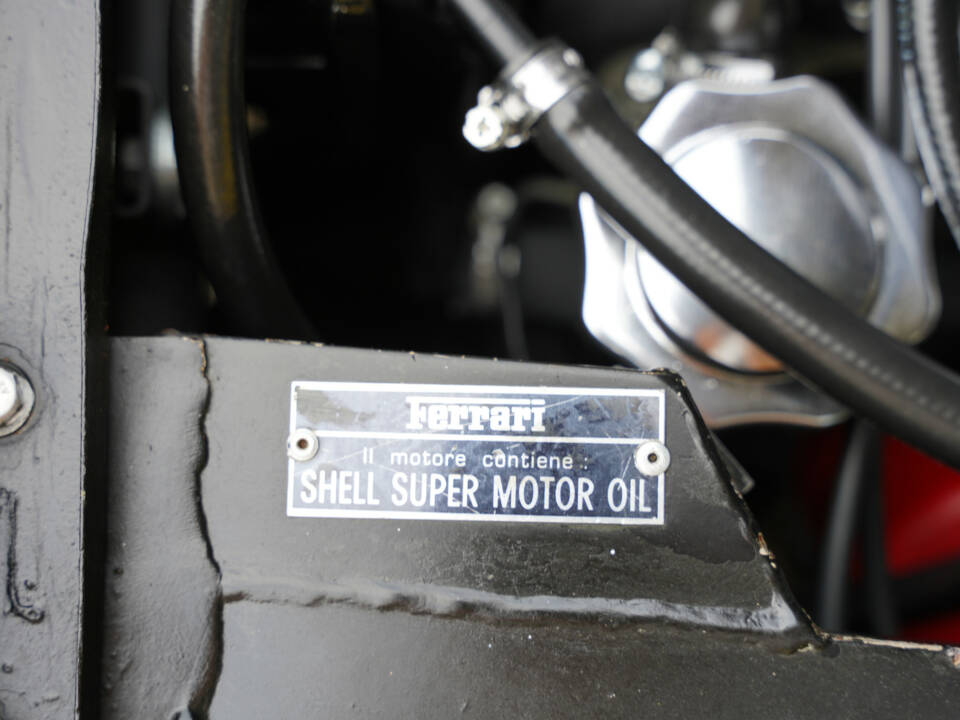 Ferrari
il motore contiene :
SHELL SUPER MOTOR OIL